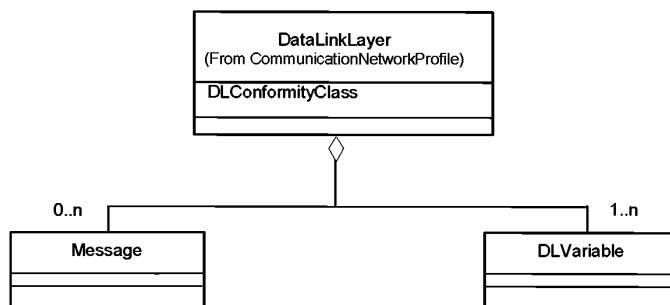 DataLinkLayer
(From CommunicationNetworkProfile)
DLConformityClass
0..n
1..n
Message
DLVariable